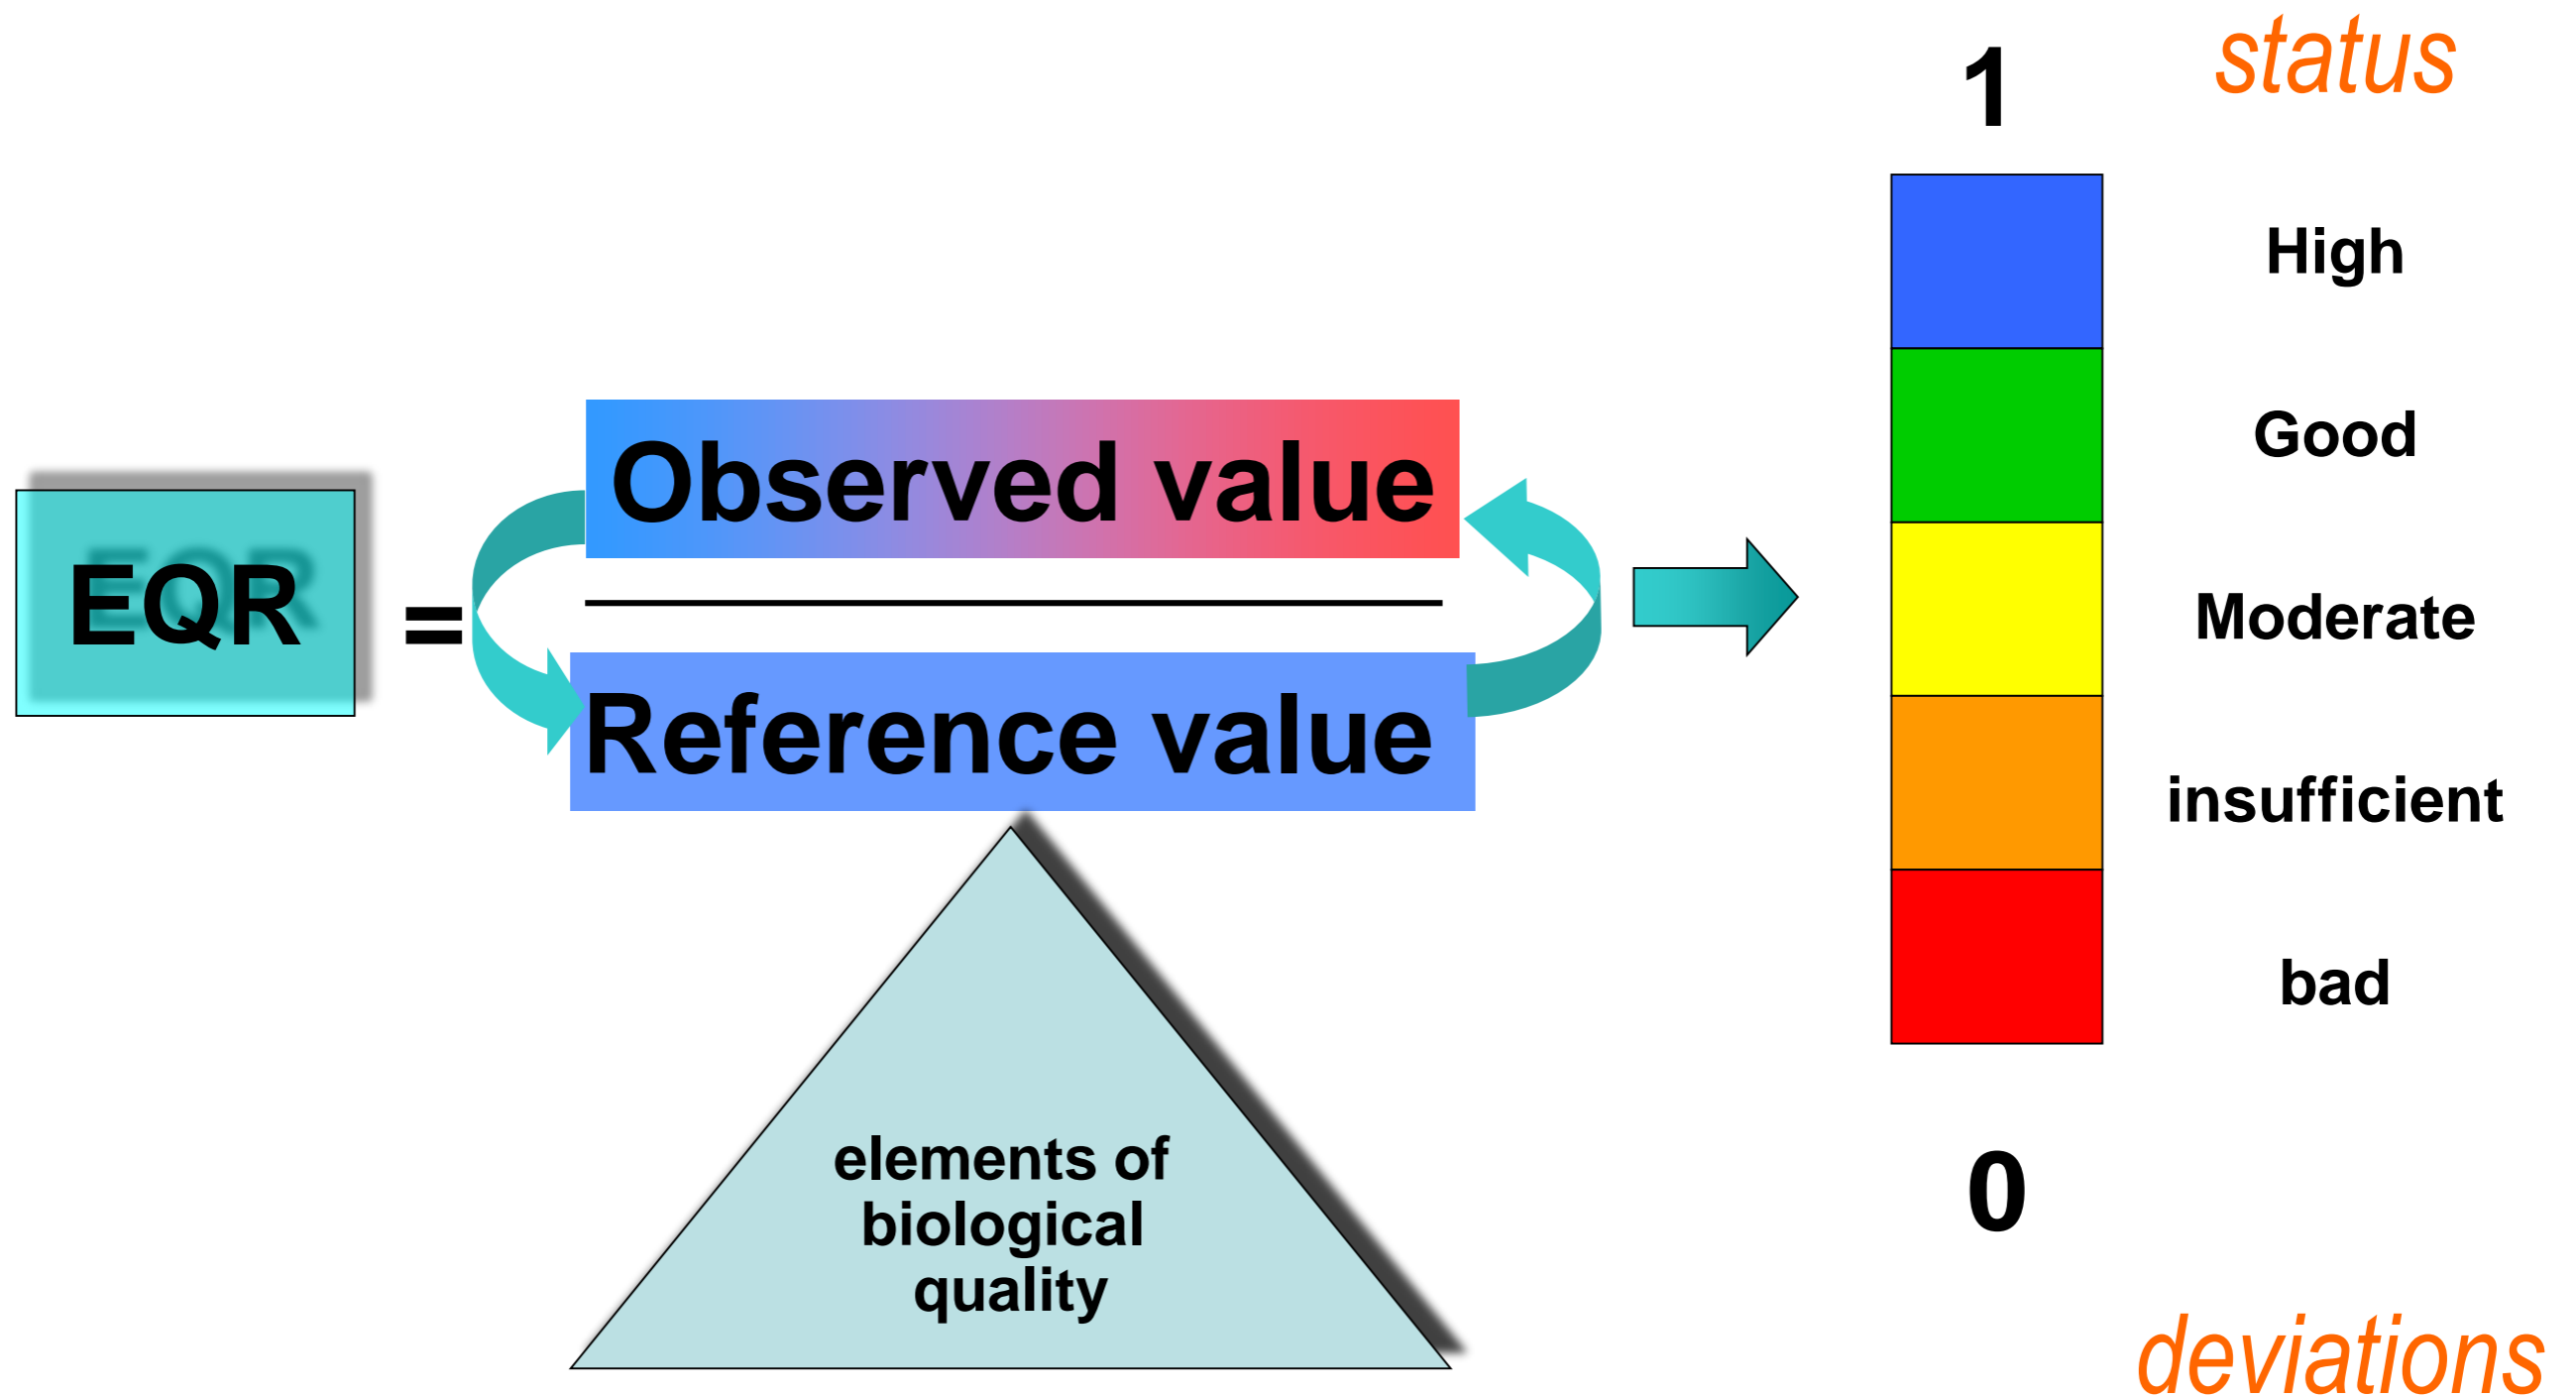 EQR
=
Observed value
Reference value
elements of
biological
quality
status
1
High
Good
Moderate
insufficient
bad
0
deviations